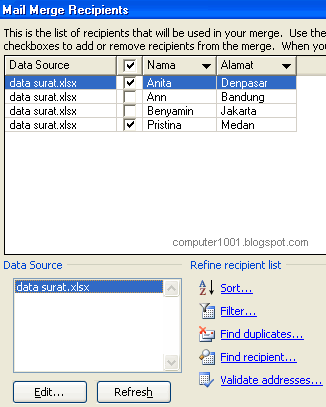 Mail Merge Recipients
This is the list of recipients that will be used in your merge. Use the
checkboxes to add or remove recipients from the merge. When you
Data Source Nama Alamat
data surat.xlsx Anita Denpasar
data surat.xlsx Ann Bandung
data surat.xlsx Benyamin Jakarta
data surat.xlsx Pristina Medan
computer1001.blogspot.com
Data Source Refine recipient list
data surat.xlsx Sort...
Filter...
Find duplicates...
Find recipient...
Validate addresses...
Edit... Refresh